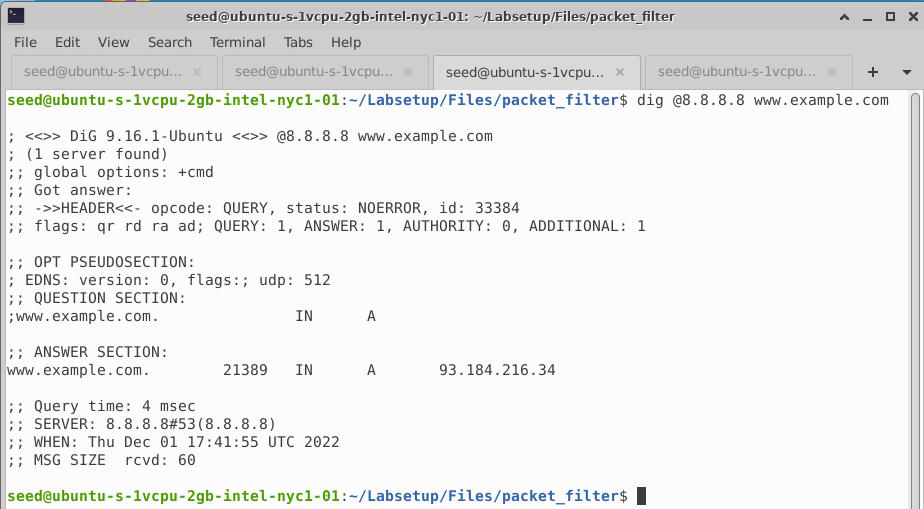 seed@ubuntu-s-1vcpu-2gb-intel-nyc1-01: ~/Labsetup/Files/packet_filter
File Edit View Search Terminal Tabs Help
seed@ubuntu-s-1vcpu... × seed@ubuntu-s-1vcpu... × seed@ubuntu-s-1vcpu... × seed@ubuntu-s-1vcpu... × +
seed@ubuntu-s-1vcpu-2gb-intel-nyc1-01:~/Labsetup/Files/packet_filter$ dig @8.8.8.8 www.example.com
; <<>> DiG 9.16.1-Ubuntu <<>> @8.8.8.8 www.example.com
; (1 server found)
;; global options: +cmd
;; Got answer:
;; ->>HEADER<<- opcode: QUERY, status: NOERROR, id: 33384
;; flags: qr rd ra ad; QUERY: 1, ANSWER: 1, AUTHORITY: 0, ADDITIONAL: 1
;; OPT PSEUDOSECTION:
; EDNS: version: 0, flags:; udp: 512
;; QUESTION SECTION:
;www.example.com. IN A
;; ANSWER SECTION:
www.example.com. 21389 IN A 93.184.216.34
;; Query time: 4 msec
;; SERVER: 8.8.8.8#53(8.8.8.8)
;; WHEN: Thu Dec 01 17:41:55 UTC 2022
;; MSG SIZE rcvd: 60
seed@ubuntu-s-1vcpu-2gb-intel-nyc1-01:~/Labsetup/Files/packet_filter$